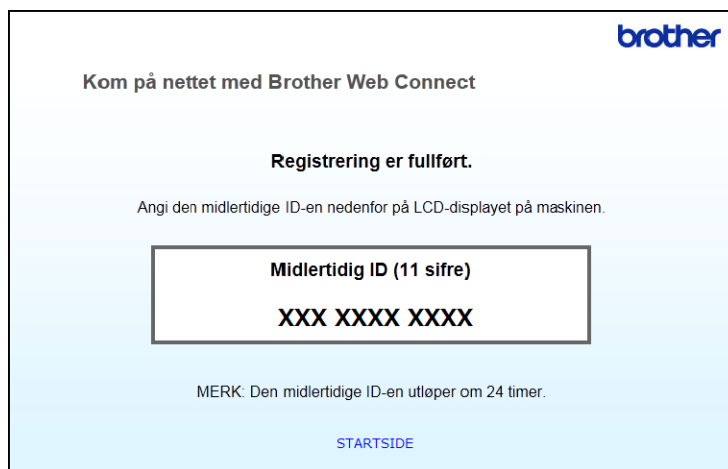 brother
Kom på nettet med Brother Web Connect
Registrering er fullført.
Angi den midlertidige ID-en nedenfor på LCD-displayet på maskinen.
Midlertidig ID (11 sifre)
XXX XXXX XXXX
MERK: Den midlertidige ID-en utløper om 24 timer.
STARTSIDE